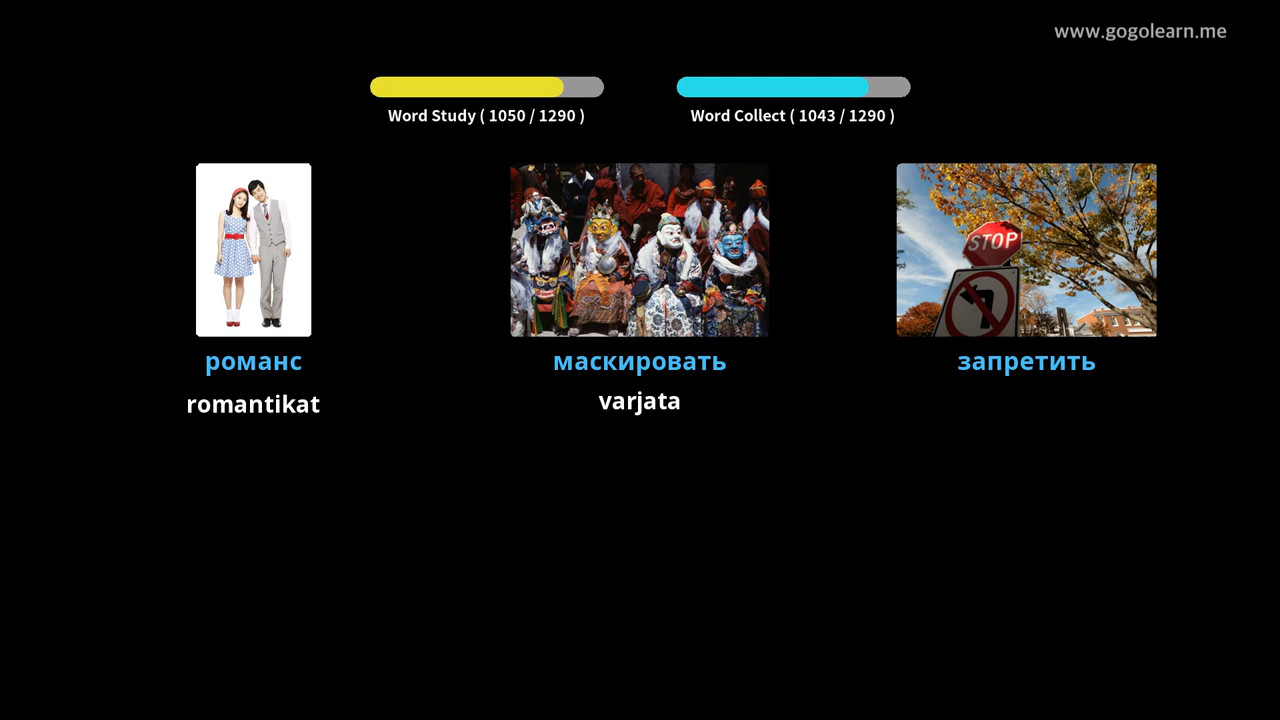 www.gogolearn.me
Word Study ( 1050 / 1290 )
Word Collect ( 1043 / 1290 )
STOP
романс
маскировать
запретить
romantikat
varjata